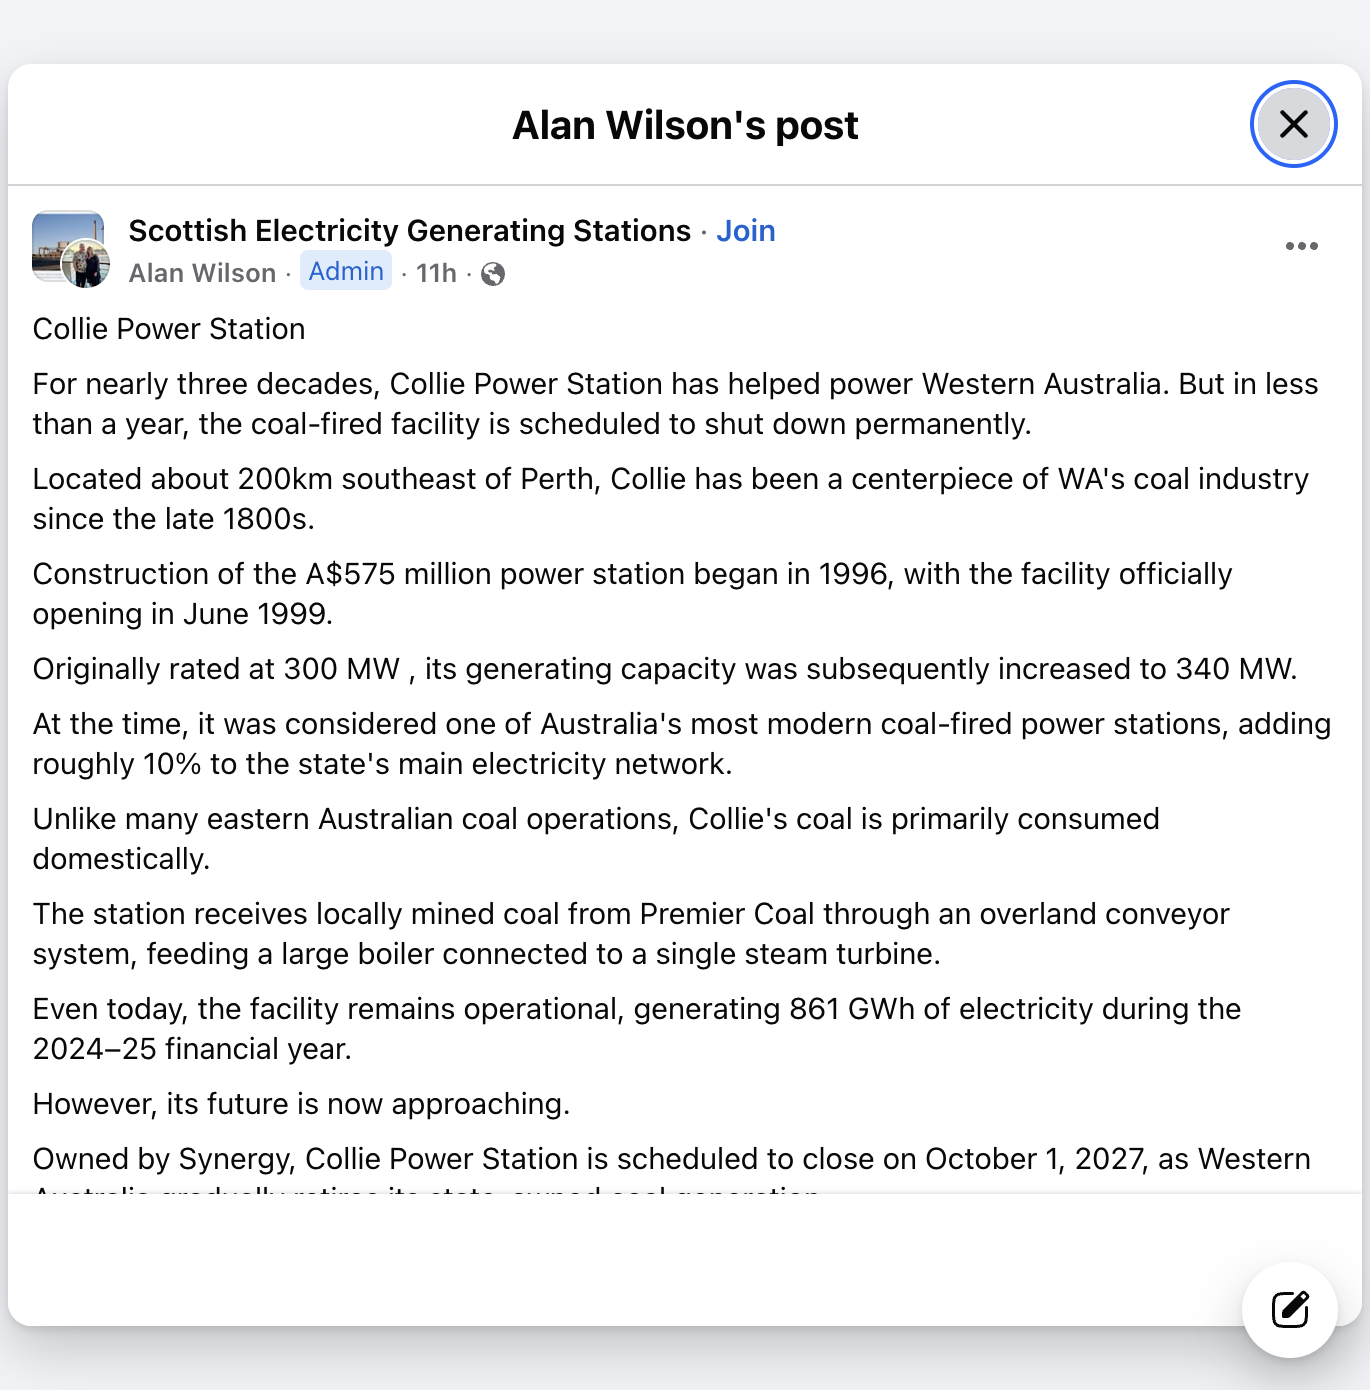 Alan Wilson's post
Scottish Electricity Generating Stations · Join
Alan Wilson · Admin · 11h ·
Collie Power Station
For nearly three decades, Collie Power Station has helped power Western Australia. But in less
than a year, the coal-fired facility is scheduled to shut down permanently.
Located about 200km southeast of Perth, Collie has been a centerpiece of WA's coal industry
since the late 1800s.
Construction of the A$575 million power station began in 1996, with the facility officially
opening in June 1999.
Originally rated at 300 MW , its generating capacity was subsequently increased to 340 MW.
At the time, it was considered one of Australia's most modern coal-fired power stations, adding
roughly 10% to the state's main electricity network.
Unlike many eastern Australian coal operations, Collie's coal is primarily consumed
domestically.
The station receives locally mined coal from Premier Coal through an overland conveyor
system, feeding a large boiler connected to a single steam turbine.
Even today, the facility remains operational, generating 861 GWh of electricity during the
2024–25 financial year.
However, its future is now approaching.
Owned by Synergy, Collie Power Station is scheduled to close on October 1, 2027, as Western
Australia gradually retires its state-owned coal generation